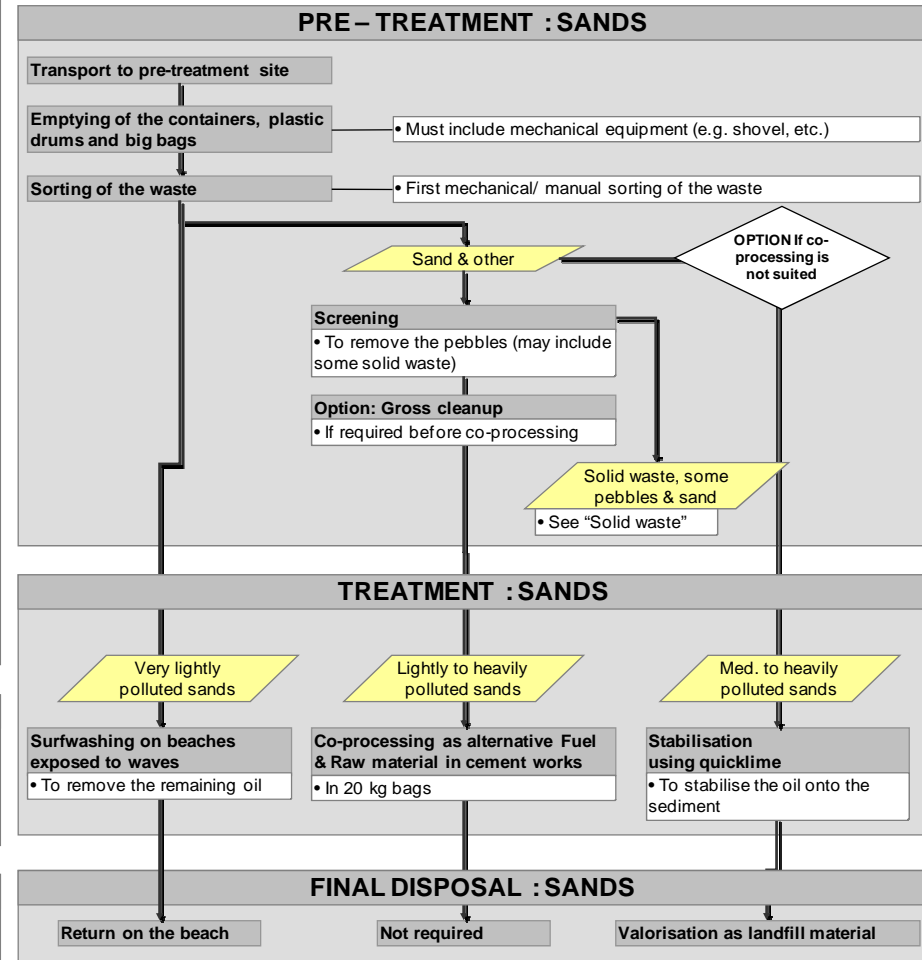 PRE – TREATMENT : SANDS
Transport to pre-treatment site
Emptying of the containers, plastic
drums and big bags
• Must include mechanical equipment (e.g. shovel, etc.)
Sorting of the waste
• First mechanical/ manual sorting of the waste
OPTION If co-
processing is
not suited
Sand & other
Screening
• To remove the pebbles (may include
some solid waste)
Option: Gross cleanup
• If required before co-processing
Solid waste, some
pebbles & sand
• See “Solid waste”
TREATMENT : SANDS
Very lightly
polluted sands
Lightly to heavily
polluted sands
Med. to heavily
polluted sands
Surfwashing on beaches
exposed to waves
• To remove the remaining oil
Co-processing as alternative Fuel
& Raw material in cement works
• In 20 kg bags
Stabilisation
using quicklime
• To stabilise the oil onto the
sediment
FINAL DISPOSAL : SANDS
Return on the beach
Not required
Valorisation as landfill material